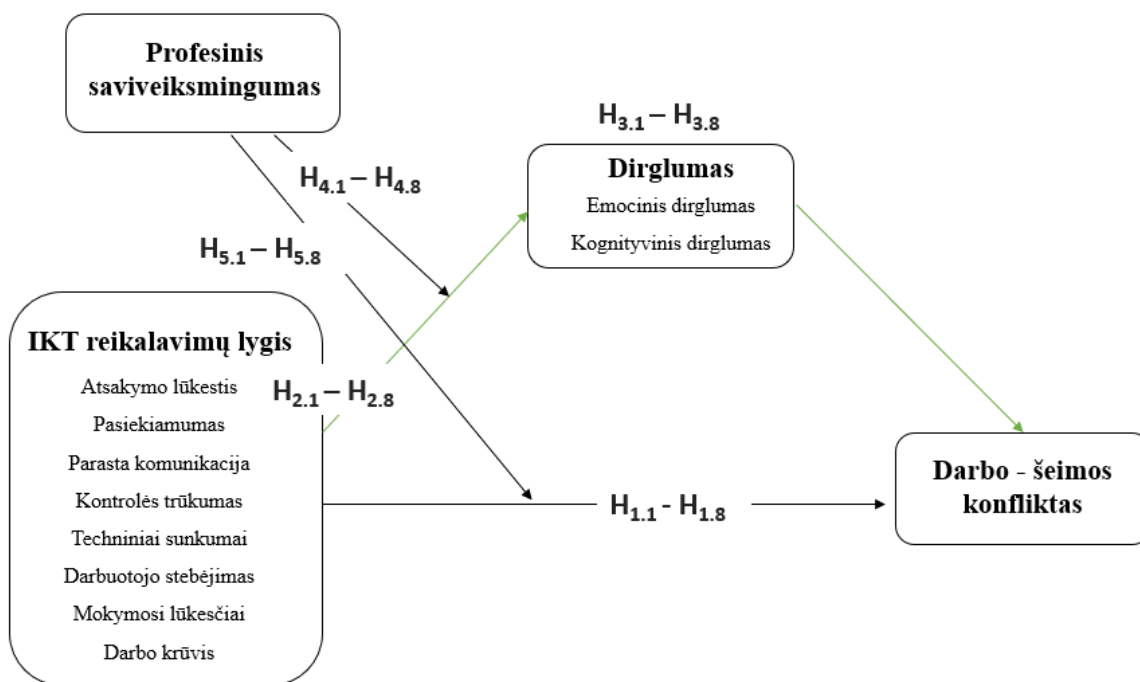 Profesinis
saviveiksmingumas
H3.1 – H3.8
Dirglumas
Emocinis dirglumas
Kognityvinis dirglumas
H4.1 – H4.8
H5.1 – H5.8
IKT reikalavimų lygis
Atsakymo lūkestis
Pasiekiamumas
Parasta komunikacija
Kontrolės trūkumas
Techniniai sunkumai
Darbuotojo stebėjimas
Mokymosi lūkesčiai
Darbo krūvis
H2.1 – H2.8
H1.1 - H1.8
Darbo - šeimos
konfliktas